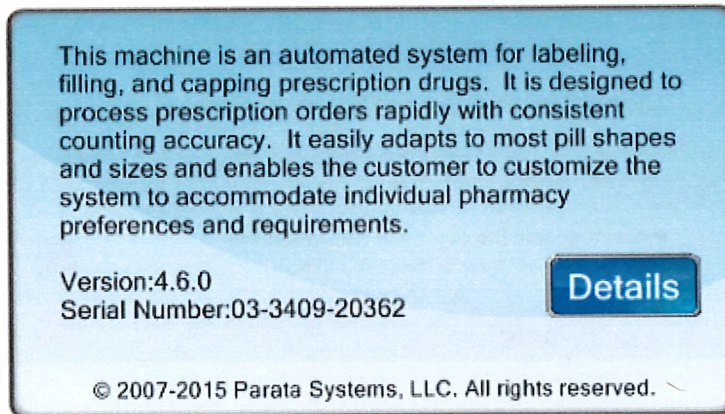 This machine is an automated system for labeling,
filling, and capping prescription drugs.  It is designed to
process prescription orders rapidly with consistent
counting accuracy.  It easily adapts to most pill shapes
and sizes and enables the customer to customize the
system to accommodate individual pharmacy
preferences and requirements.
Version:4.6.0
Serial Number:03-3409-20362
Details
© 2007-2015 Parata Systems, LLC. All rights reserved.